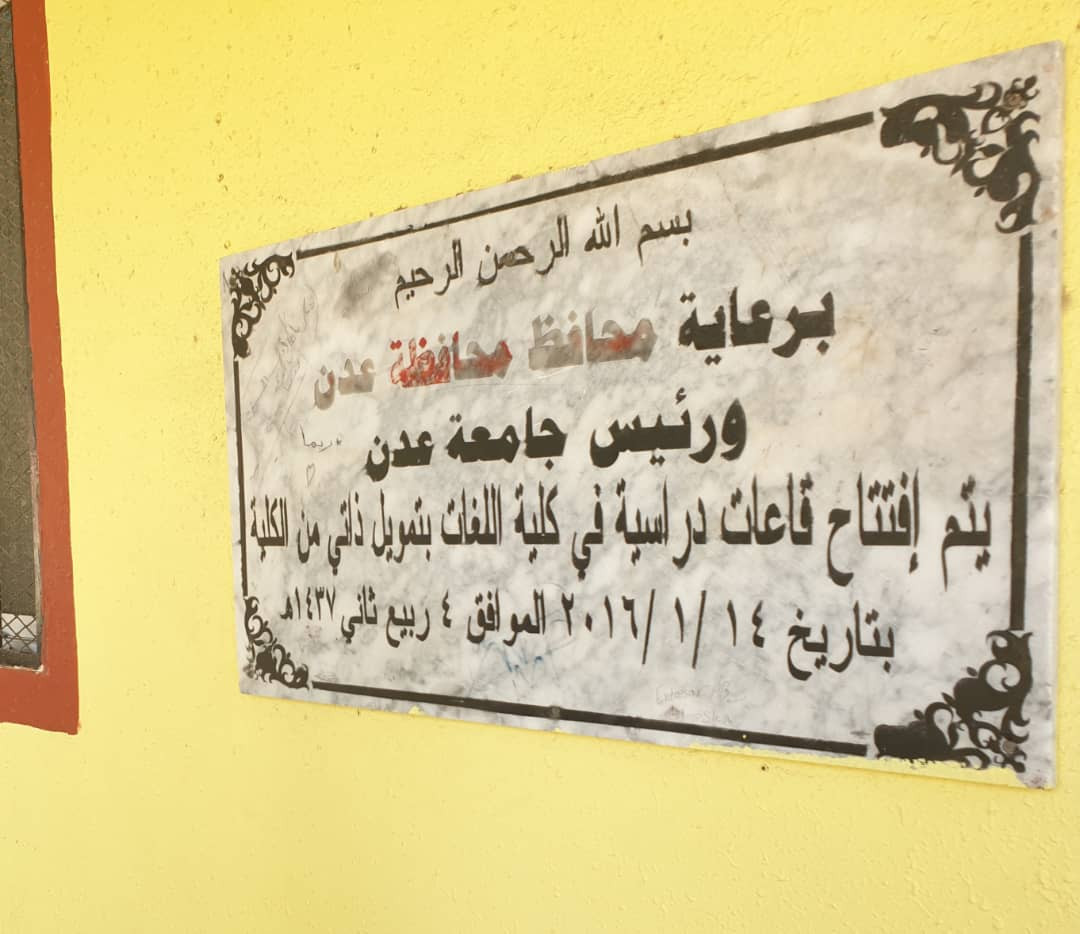 بسم الله الرحمن الرحيم
برعاية محافظ محافظة عدن
ورئيس جامعة عدن
يتم إفتتاح قاعات دراسية في كلية اللغات بتمويل ذاتي من الكلية
بتاريخ ١٤ /١ /٢٠١٦ الموافق ٤ ربيع ثاني ١٤٣٧هـ